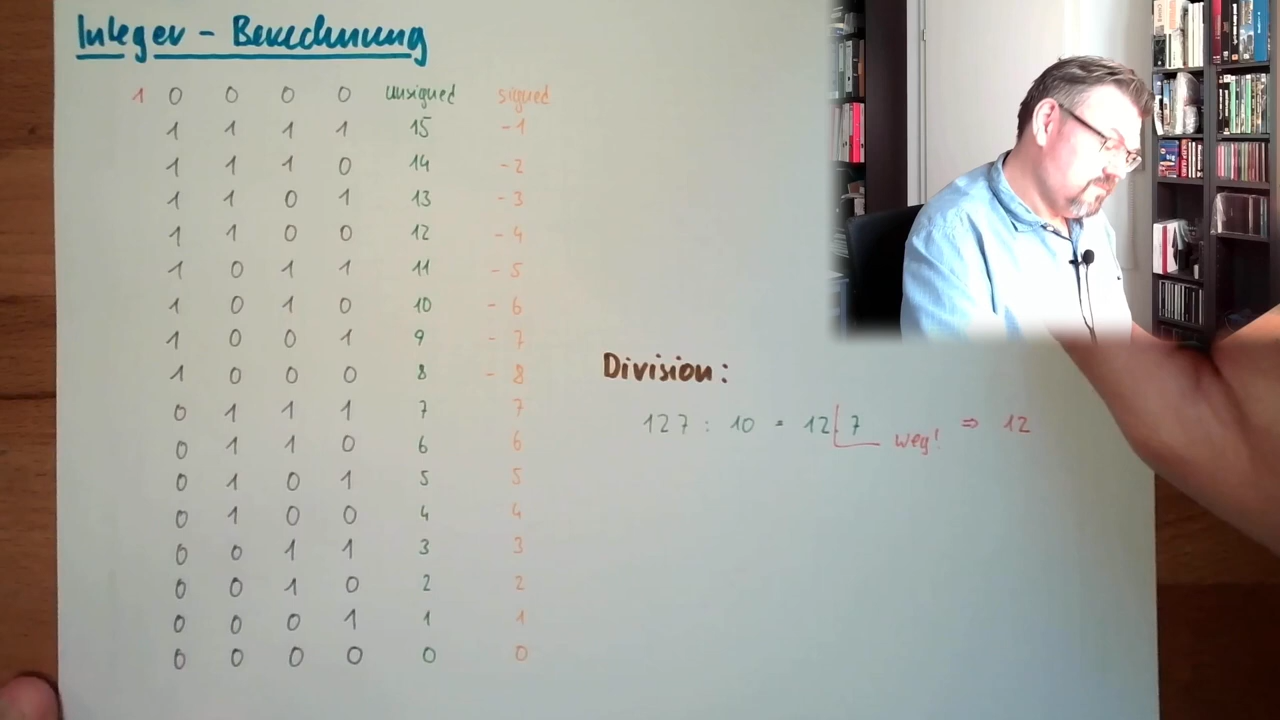 Integer - Berechnung
1 0 0 0 0 unsigned signed
1 1 1 1 15 -1
1 1 1 0 14 -2
1 1 0 1 13 -3
1 1 0 0 12 -4
1 0 1 1 11 -5
1 0 1 0 10 -6
1 0 0 1 9 -7
1 0 0 0 8 -8
0 1 1 1 7 7
0 1 1 0 6 6
0 1 0 1 5 5
0 1 0 0 4 4
0 0 1 1 3 3
0 0 1 0 2 2
0 0 0 1 1 1
0 0 0 0 0 0
Division:
127 : 10 = 12.7 weg! => 12